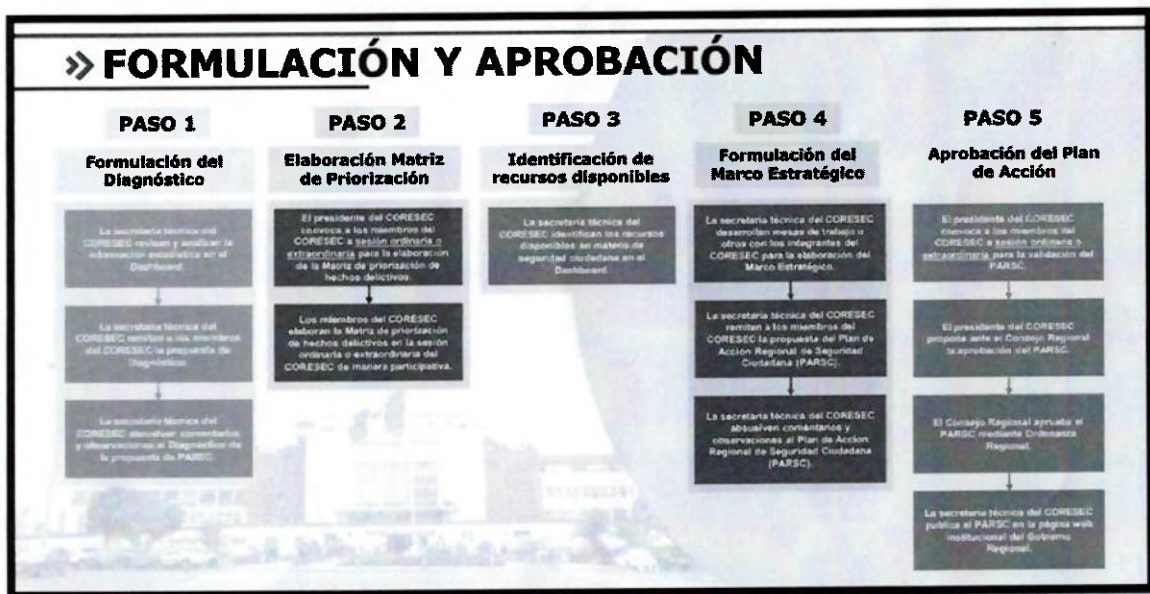 » FORMULACIÓN Y APROBACIÓN
PASO 1
Formulación del
Diagnóstico
La secretaria técnica del
CORESEC revisan y analizan la
información estadística en el
Dashboard.
La secretaria técnica del
CORESEC remiten a los miembros
del CORESEC la propuesta de
Diagnóstico.
La secretaria técnica del
CORESEC absuelven comentarios
y observaciones al Diagnóstico de
la propuesta de PARSC.
PASO 2
Elaboración Matriz
de Priorización
El presidente del CORESEC
convoca a los miembros del
CORESEC a sesión ordinaria o
extraordinaria para la elaboración
de la Matriz de priorización de
hechos delictivos.
Los miembros del CORESEC
elaboran la Matriz de priorización
de hechos delictivos en la sesión
ordinaria o extraordinaria del
CORESEC de manera participativa.
PASO 3
Identificación de
recursos disponibles
La secretaria técnica del
CORESEC identifican los recursos
disponibles en materia de
seguridad ciudadana en el
Dashboard.
PASO 4
Formulación del
Marco Estratégico
La secretaria técnica del CORESEC
desarrollan mesas de trabajo u
otros con los integrantes del
CORESEC para la elaboración del
Marco Estratégico.
La secretaria técnica del CORESEC
remiten a los miembros del
CORESEC la propuesta del Plan de
Acción Regional de Seguridad
Ciudadana (PARSC).
La secretaria técnica del CORESEC
absuelven comentarios y
observaciones al Plan de Accion
Regional de Seguridad Ciudadana
(PARSC).
PASO 5
Aprobación del Plan
de Acción
El presidente del CORESEC
convoca a los miembros del
CORESEC a sesión ordinaria o
extraordinaria para la validación del
PARSC.
El presidente del CORESEC
propone ante el Consejo Regional
la aprobación del PARSC.
El Consejo Regional aprueba el
PARSC mediante Ordenanza
Regional.
La secretaria técnica del CORESEC
publica el PARSC en la página web
institucional del Gobierno
Regional.